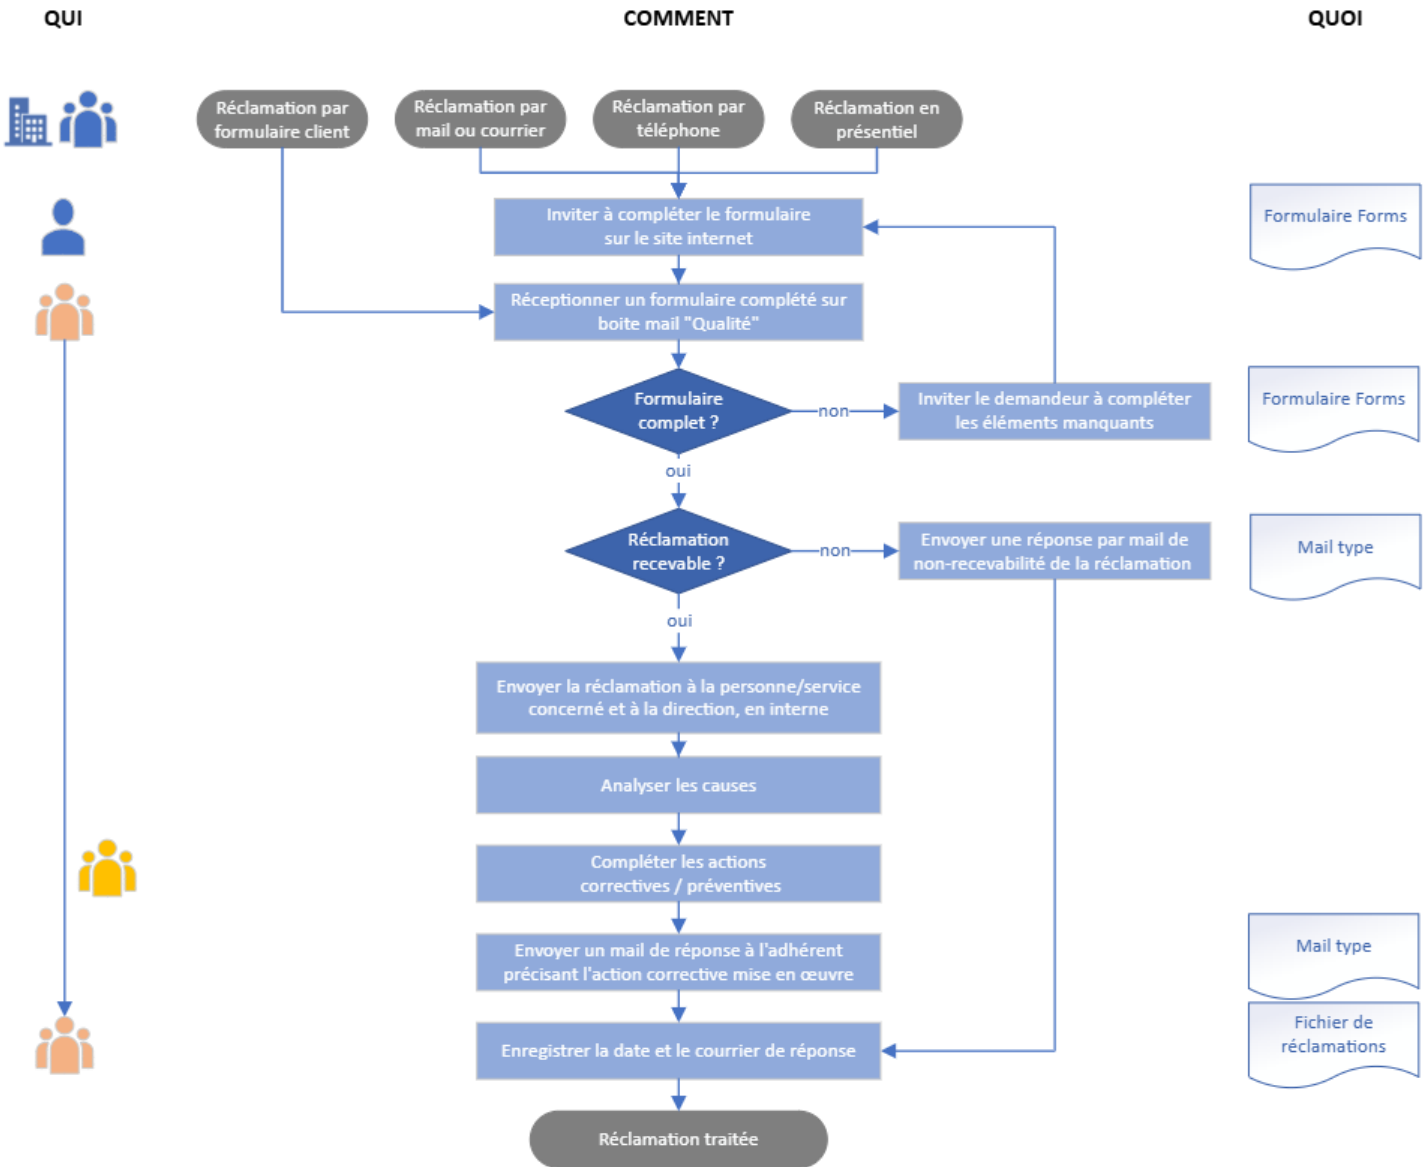 QUI
COMMENT
QUOI
Réclamation par
formulaire client
Réclamation par
mail ou courrier
Réclamation par
téléphone
Réclamation en
présentiel
Inviter à compléter le formulaire
sur le site internet
Formulaire Forms
Réceptionner un formulaire complété sur
boite mail "Qualité"
Formulaire
complet ?
non
Inviter le demandeur à compléter
les éléments manquants
Formulaire Forms
oui
Réclamation
recevable ?
non
Envoyer une réponse par mail de
non-recevabilité de la réclamation
Mail type
oui
Envoyer la réclamation à la personne/service
concerné et à la direction, en interne
Analyser les causes
Compléter les actions
correctives / préventives
Envoyer un mail de réponse à l'adhérent
précisant l'action corrective mise en œuvre
Mail type
Enregistrer la date et le courrier de réponse
Fichier de
réclamations
Réclamation traitée